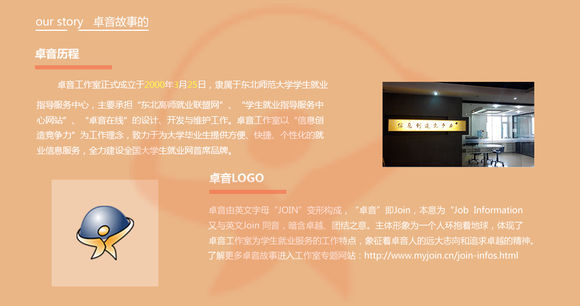 our story 卓音故事的
卓音历程
卓音工作室正式成立于2000年3月25日，隶属于东北师范大学学生就业
指导服务中心，主要承担“东北高师就业联盟网”、“学生就业指导服务中
心网站”、“卓音在线”的设计、开发与维护工作。卓音工作室以“信息创
造竞争力”为工作理念，致力于为大学毕业生提供方便、快捷、个性化的就
业信息服务，全力建设全国大学生就业网首席品牌。
信息创造竞争力
卓音LOGO
卓音由英文字母“JOIN”变形构成，“卓音”即Join，本意为“Job Information
又与英文Join 同音，暗含卓越、团结之意。主体形象为一个人环抱着地球，体现了
卓音工作室为学生就业服务的工作特点，象征着卓音人的远大志向和追求卓越的精神。
了解更多卓音故事进入工作室专题网站：http://www.myjoin.cn/join-infos.html